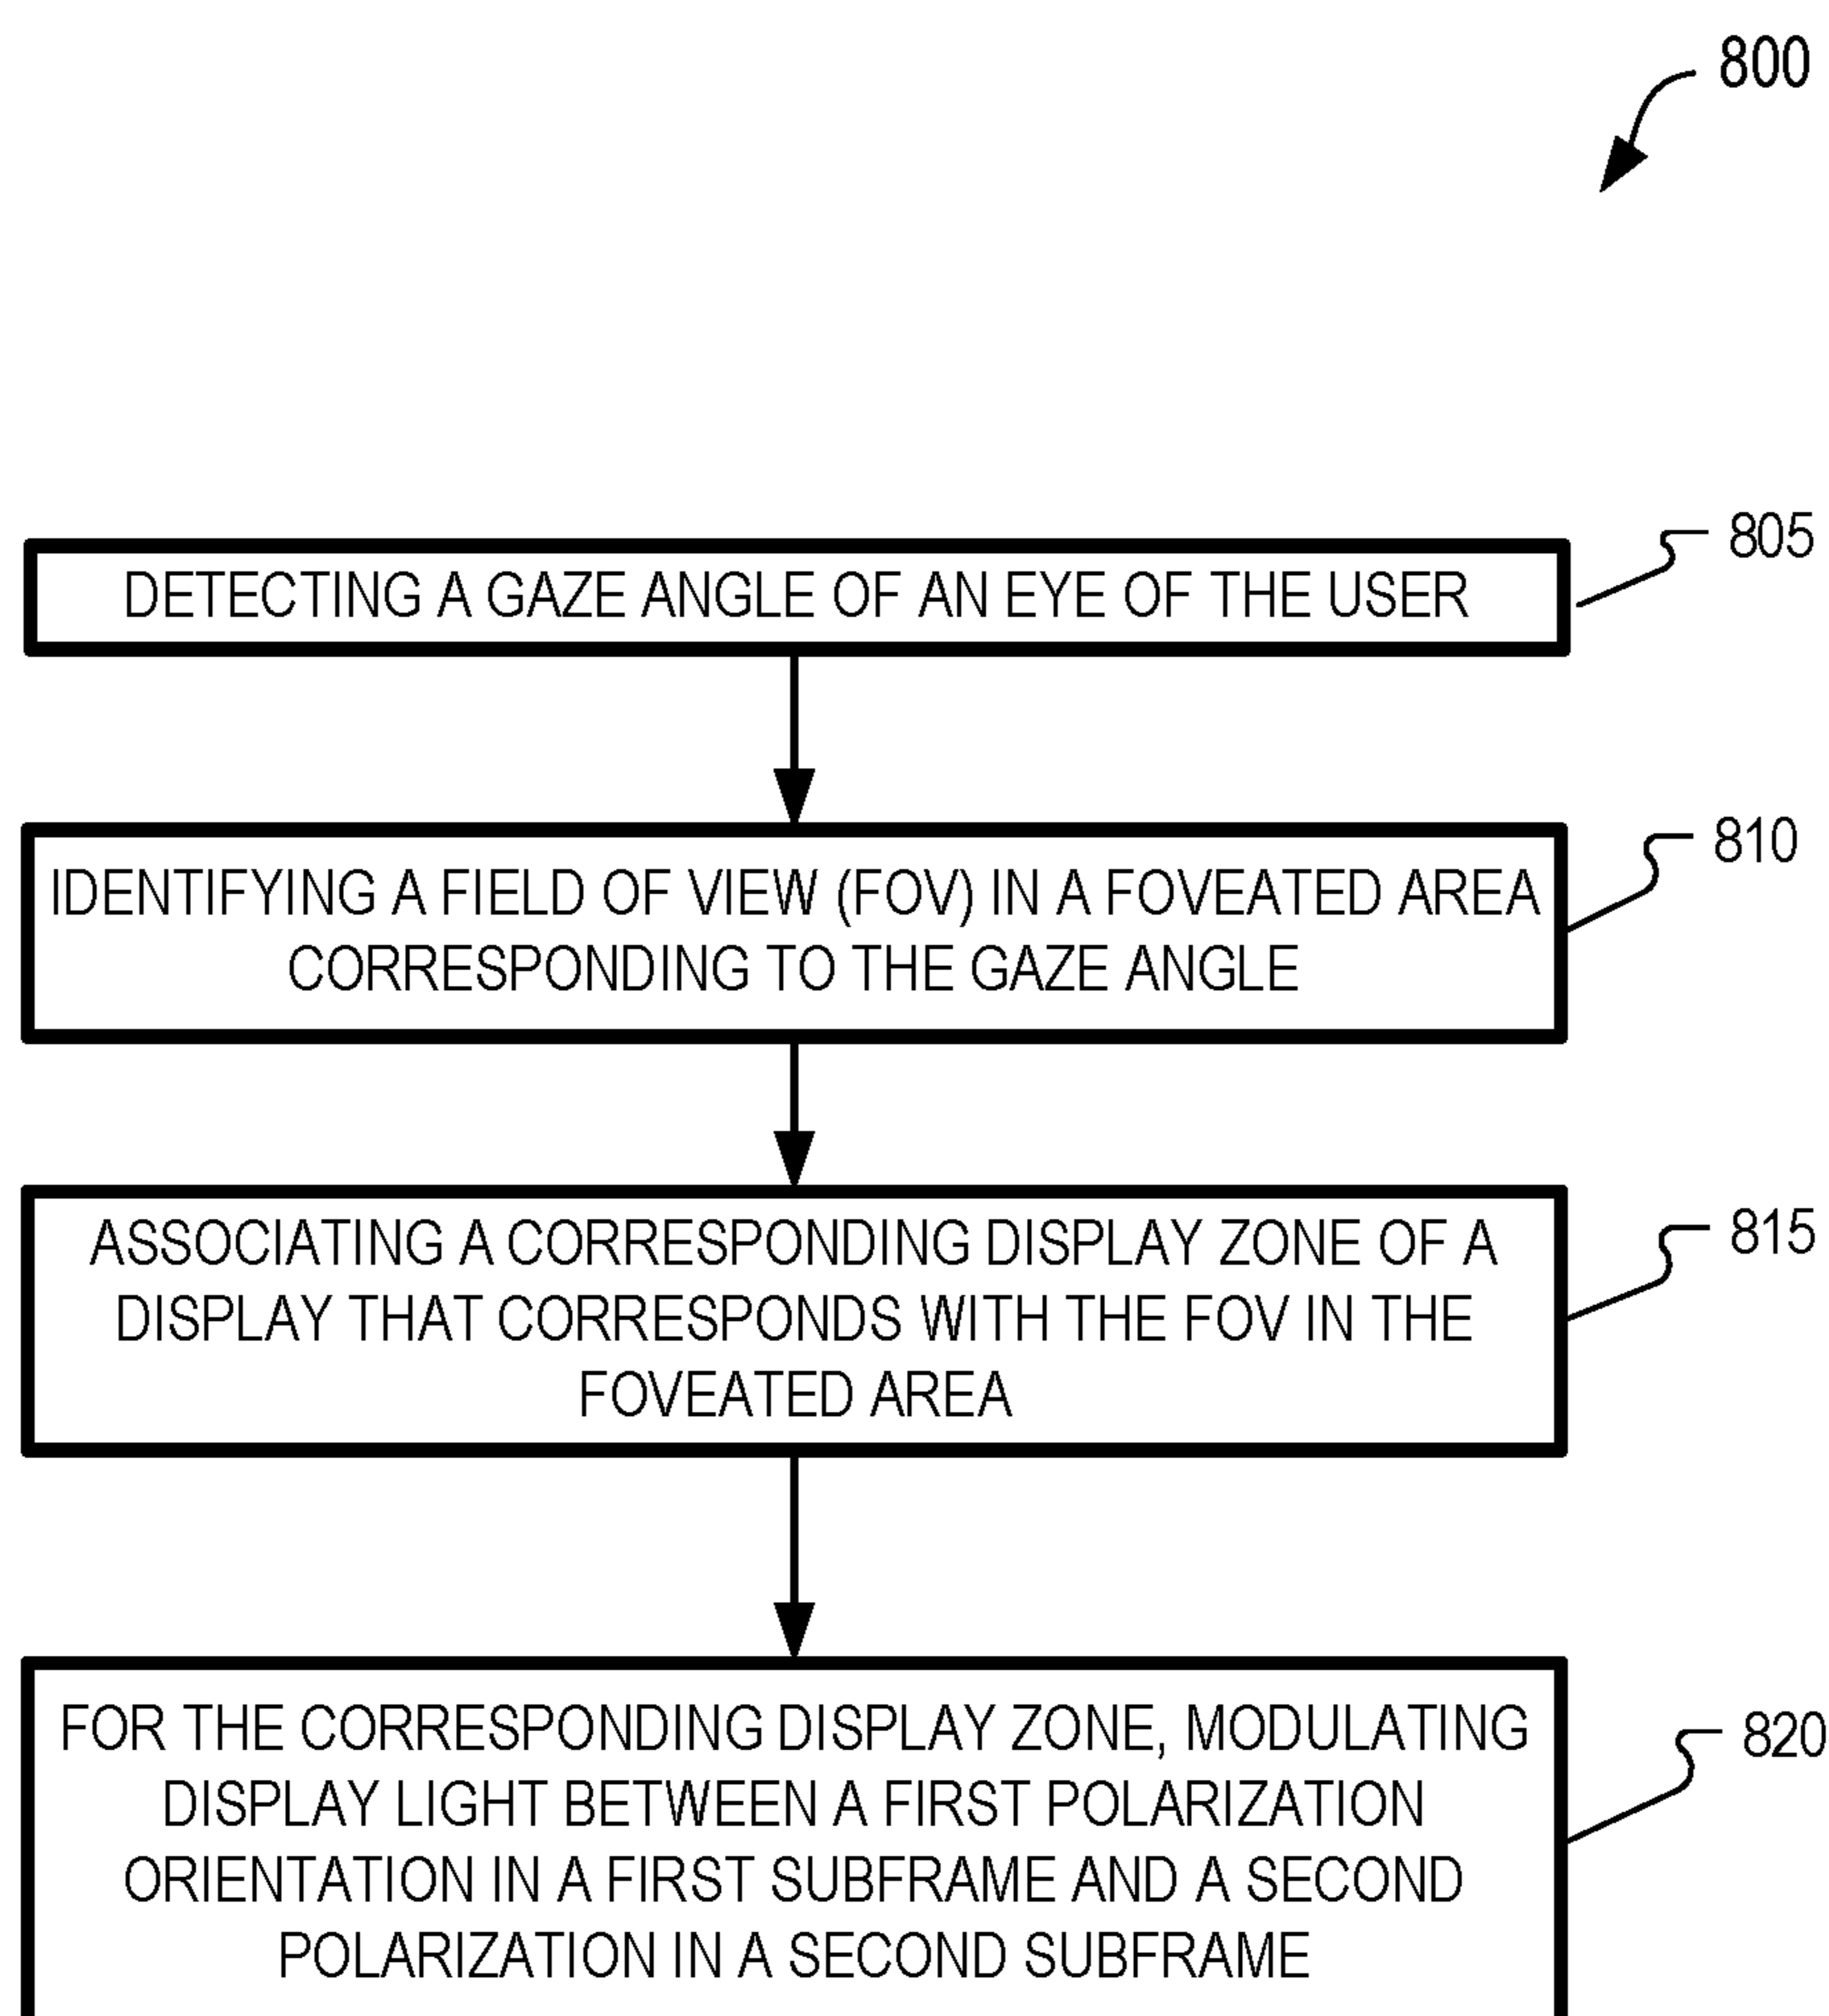 800
DETECTING A GAZE ANGLE OF AN EYE OF THE USER
805
IDENTIFYING A FIELD OF VIEW (FOV) IN A FOVEATED AREA
CORRESPONDING TO THE GAZE ANGLE
810
ASSOCIATING A CORRESPONDING DISPLAY ZONE OF A
DISPLAY THAT CORRESPONDS WITH THE FOV IN THE
FOVEATED AREA
815
FOR THE CORRESPONDING DISPLAY ZONE, MODULATING
DISPLAY LIGHT BETWEEN A FIRST POLARIZATION
ORIENTATION IN A FIRST SUBFRAME AND A SECOND
POLARIZATION IN A SECOND SUBFRAME
820